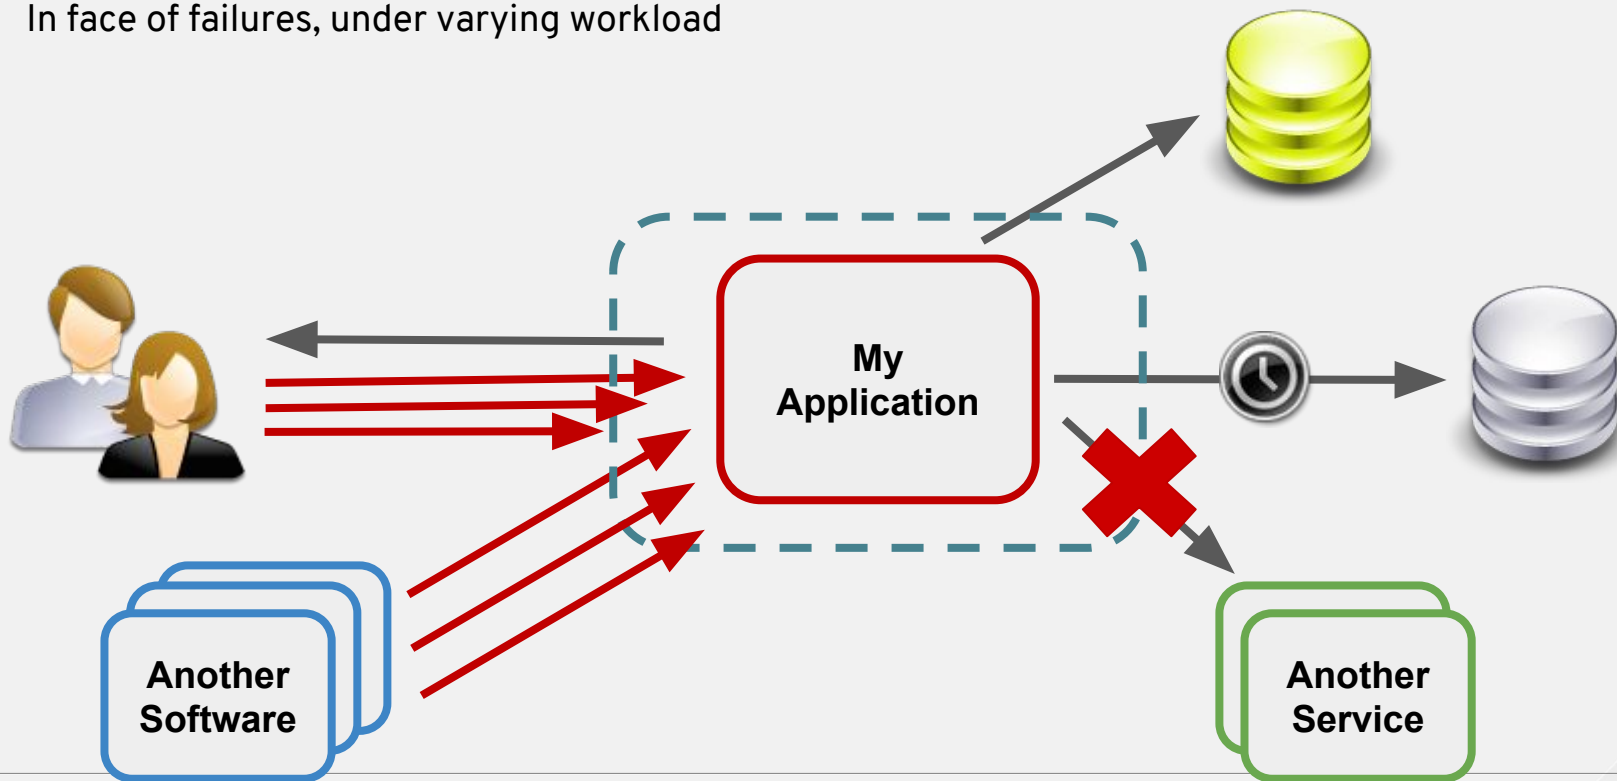 In face of failures, under varying workload
My
Application
Another
Software
Another
Service